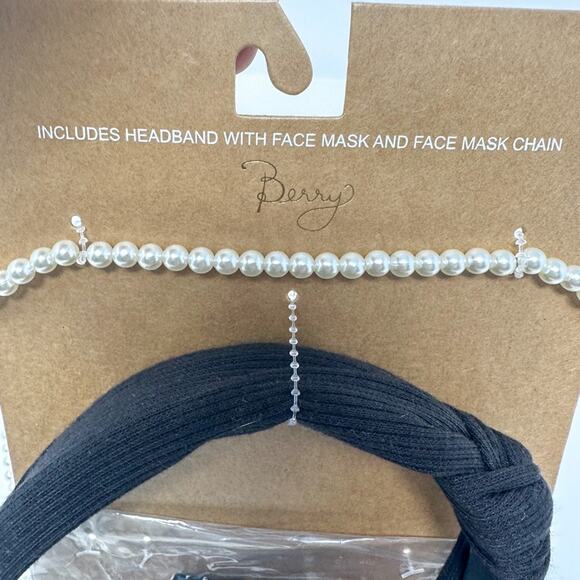 INCLUDES HEADBAND WITH FACE MASK AND FACE MASK CHAIN
Berry